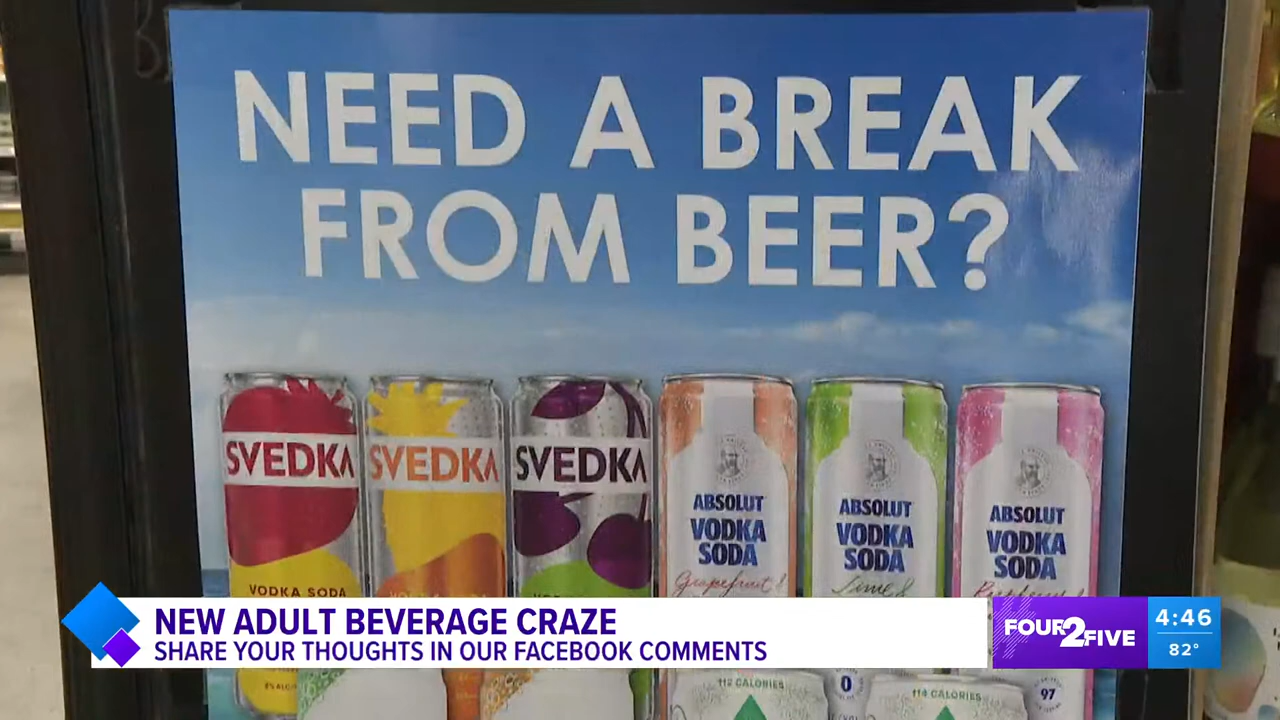 NEED A BREAK
FROM BEER?
SVEDKA
SVEDKA
SVEDKA
VODKA SODA
ABSOLUT
VODKA
SODA
Grapefruit &
ABSOLUT
VODKA
SODA
Lime &
ABSOLUT
VODKA
SODA
Raspberry &
NEW ADULT BEVERAGE CRAZE
SHARE YOUR THOUGHTS IN OUR FACEBOOK COMMENTS
FOUR2FIVE
4:46
82°
112 CALORIES
0
114 CALORIES
97